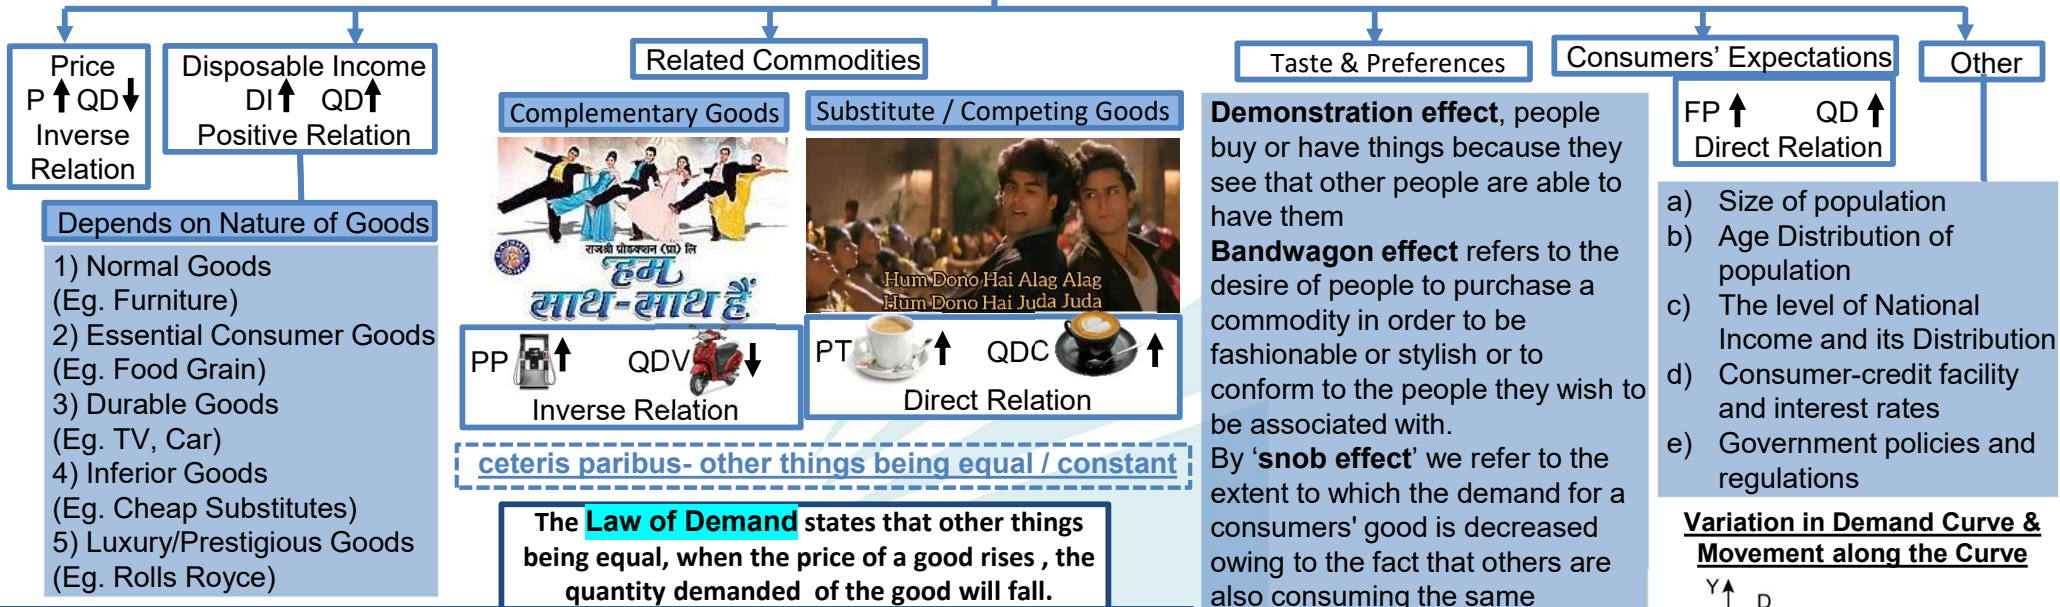 Price
P QD
Inverse
Relation
Disposable Income
DI QD
Positive Relation
Depends on Nature of Goods
1) Normal Goods
(Eg. Furniture)
2) Essential Consumer Goods
(Eg. Food Grain)
3) Durable Goods
(Eg. TV, Car)
4) Inferior Goods
(Eg. Cheap Substitutes)
5) Luxury/Prestigious Goods
(Eg. Rolls Royce)
Related Commodities
Complementary Goods
राजश्री प्रोडक्शन (प्रा) लि
हम
साथ-साथ हैं
PP QDV
Inverse Relation
Substitute / Competing Goods
Hum Dono Hai Alag Alag
Hum Dono Hai Juda Juda
PT QDC
Direct Relation
ceteris paribus- other things being equal / constant
The Law of Demand states that other things
being equal, when the price of a good rises , the
quantity demanded of the good will fall.
Taste & Preferences
Demonstration effect, people
buy or have things because they
see that other people are able to
have them
Bandwagon effect refers to the
desire of people to purchase a
commodity in order to be
fashionable or stylish or to
conform to the people they wish to
be associated with.
By ‘snob effect’ we refer to the
extent to which the demand for a
consumers' good is decreased
owing to the fact that others are
also consuming the same
Consumers’ Expectations
FP QD
Direct Relation
Other
a) Size of population
b) Age Distribution of
population
c) The level of National
Income and its Distribution
d) Consumer-credit facility
and interest rates
e) Government policies and
regulations
Variation in Demand Curve &
Movement along the Curve
Y D